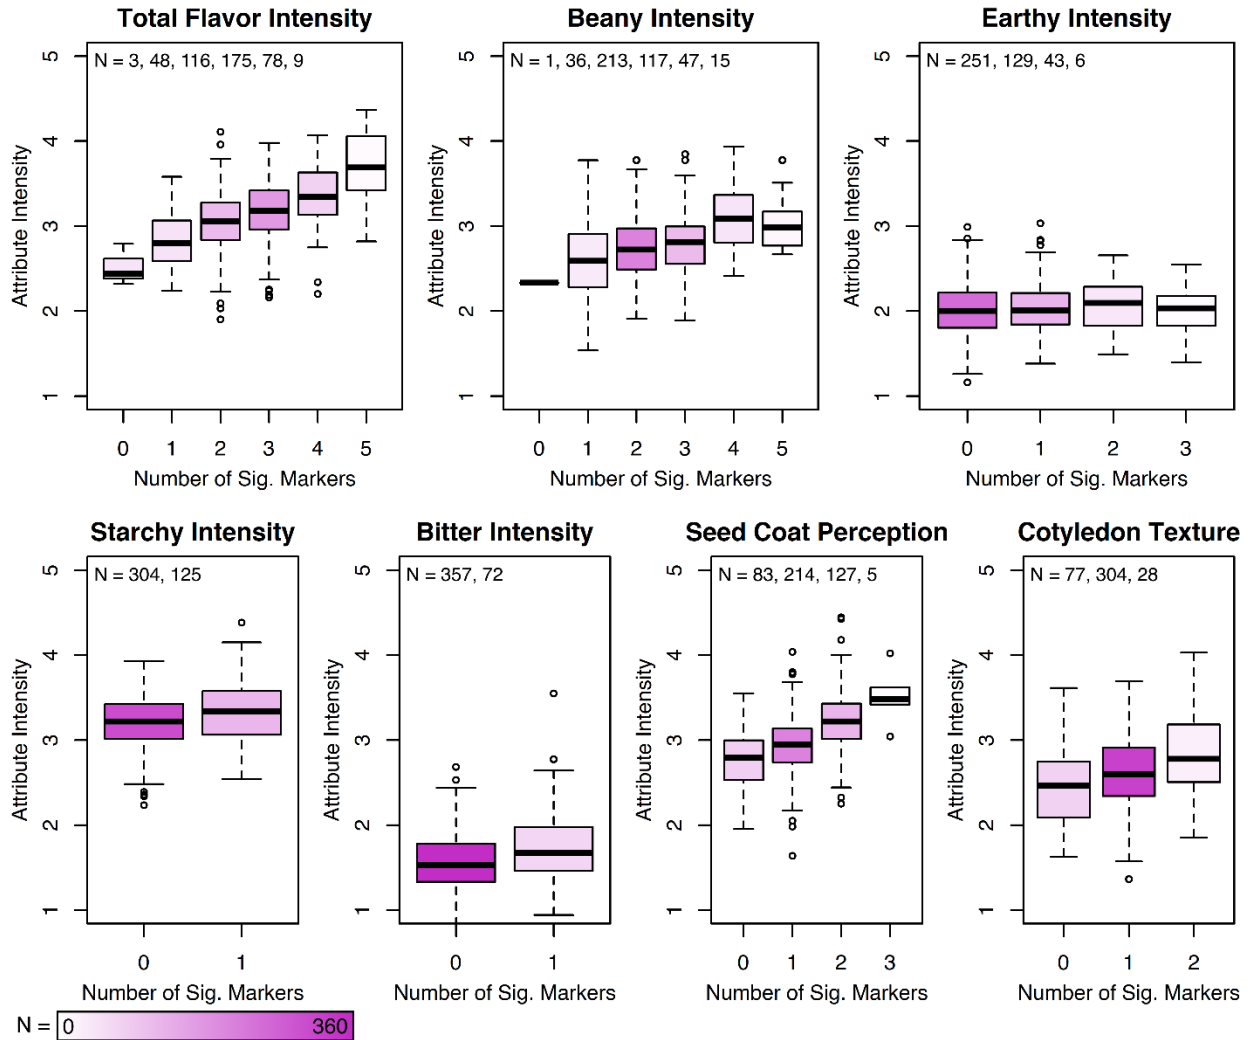 Total Flavor Intensity
N = 3, 48, 116, 175, 78, 9
Attribute Intensity
1 2 3 4 5
0 1 2 3 4 5
Number of Sig. Markers
Beany Intensity
N = 1, 36, 213, 117, 47, 15
Attribute Intensity
1 2 3 4 5
0 1 2 3 4 5
Number of Sig. Markers
Earthy Intensity
N = 251, 129, 43, 6
Attribute Intensity
1 2 3 4 5
0 1 2 3
Number of Sig. Markers
Starchy Intensity
N = 304, 125
Attribute Intensity
1 2 3 4 5
0 1
Number of Sig. Markers
Bitter Intensity
N = 357, 72
Attribute Intensity
1 2 3 4 5
0 1
Number of Sig. Markers
Seed Coat Perception
N = 83, 214, 127, 5
Attribute Intensity
1 2 3 4 5
0 1 2 3
Number of Sig. Markers
Cotyledon Texture
N = 77, 304, 28
Attribute Intensity
1 2 3 4 5
0 1 2
Number of Sig. Markers
N = 0 360